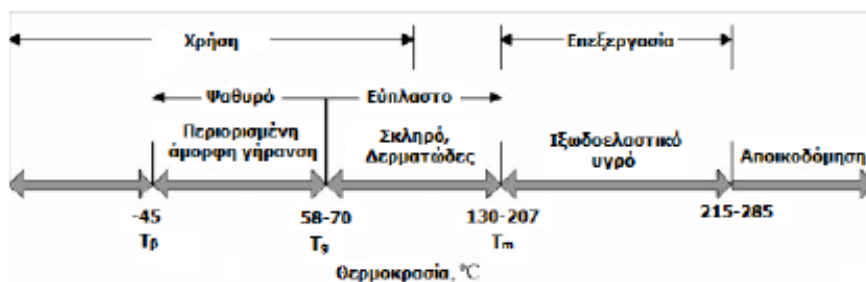 Χρήση
Επεξεργασία
Ψαθυρό
Εύπλαστο
Περιορισμένη
άμορφη γήρανση
Σκληρό,
Δερματώδες
Ιξωδοελαστικό
υγρό
Αποικοδόμηση
-45
58-70
130-207
215-285
Tβ
Tg
Tm
Θερμοκρασία, °C